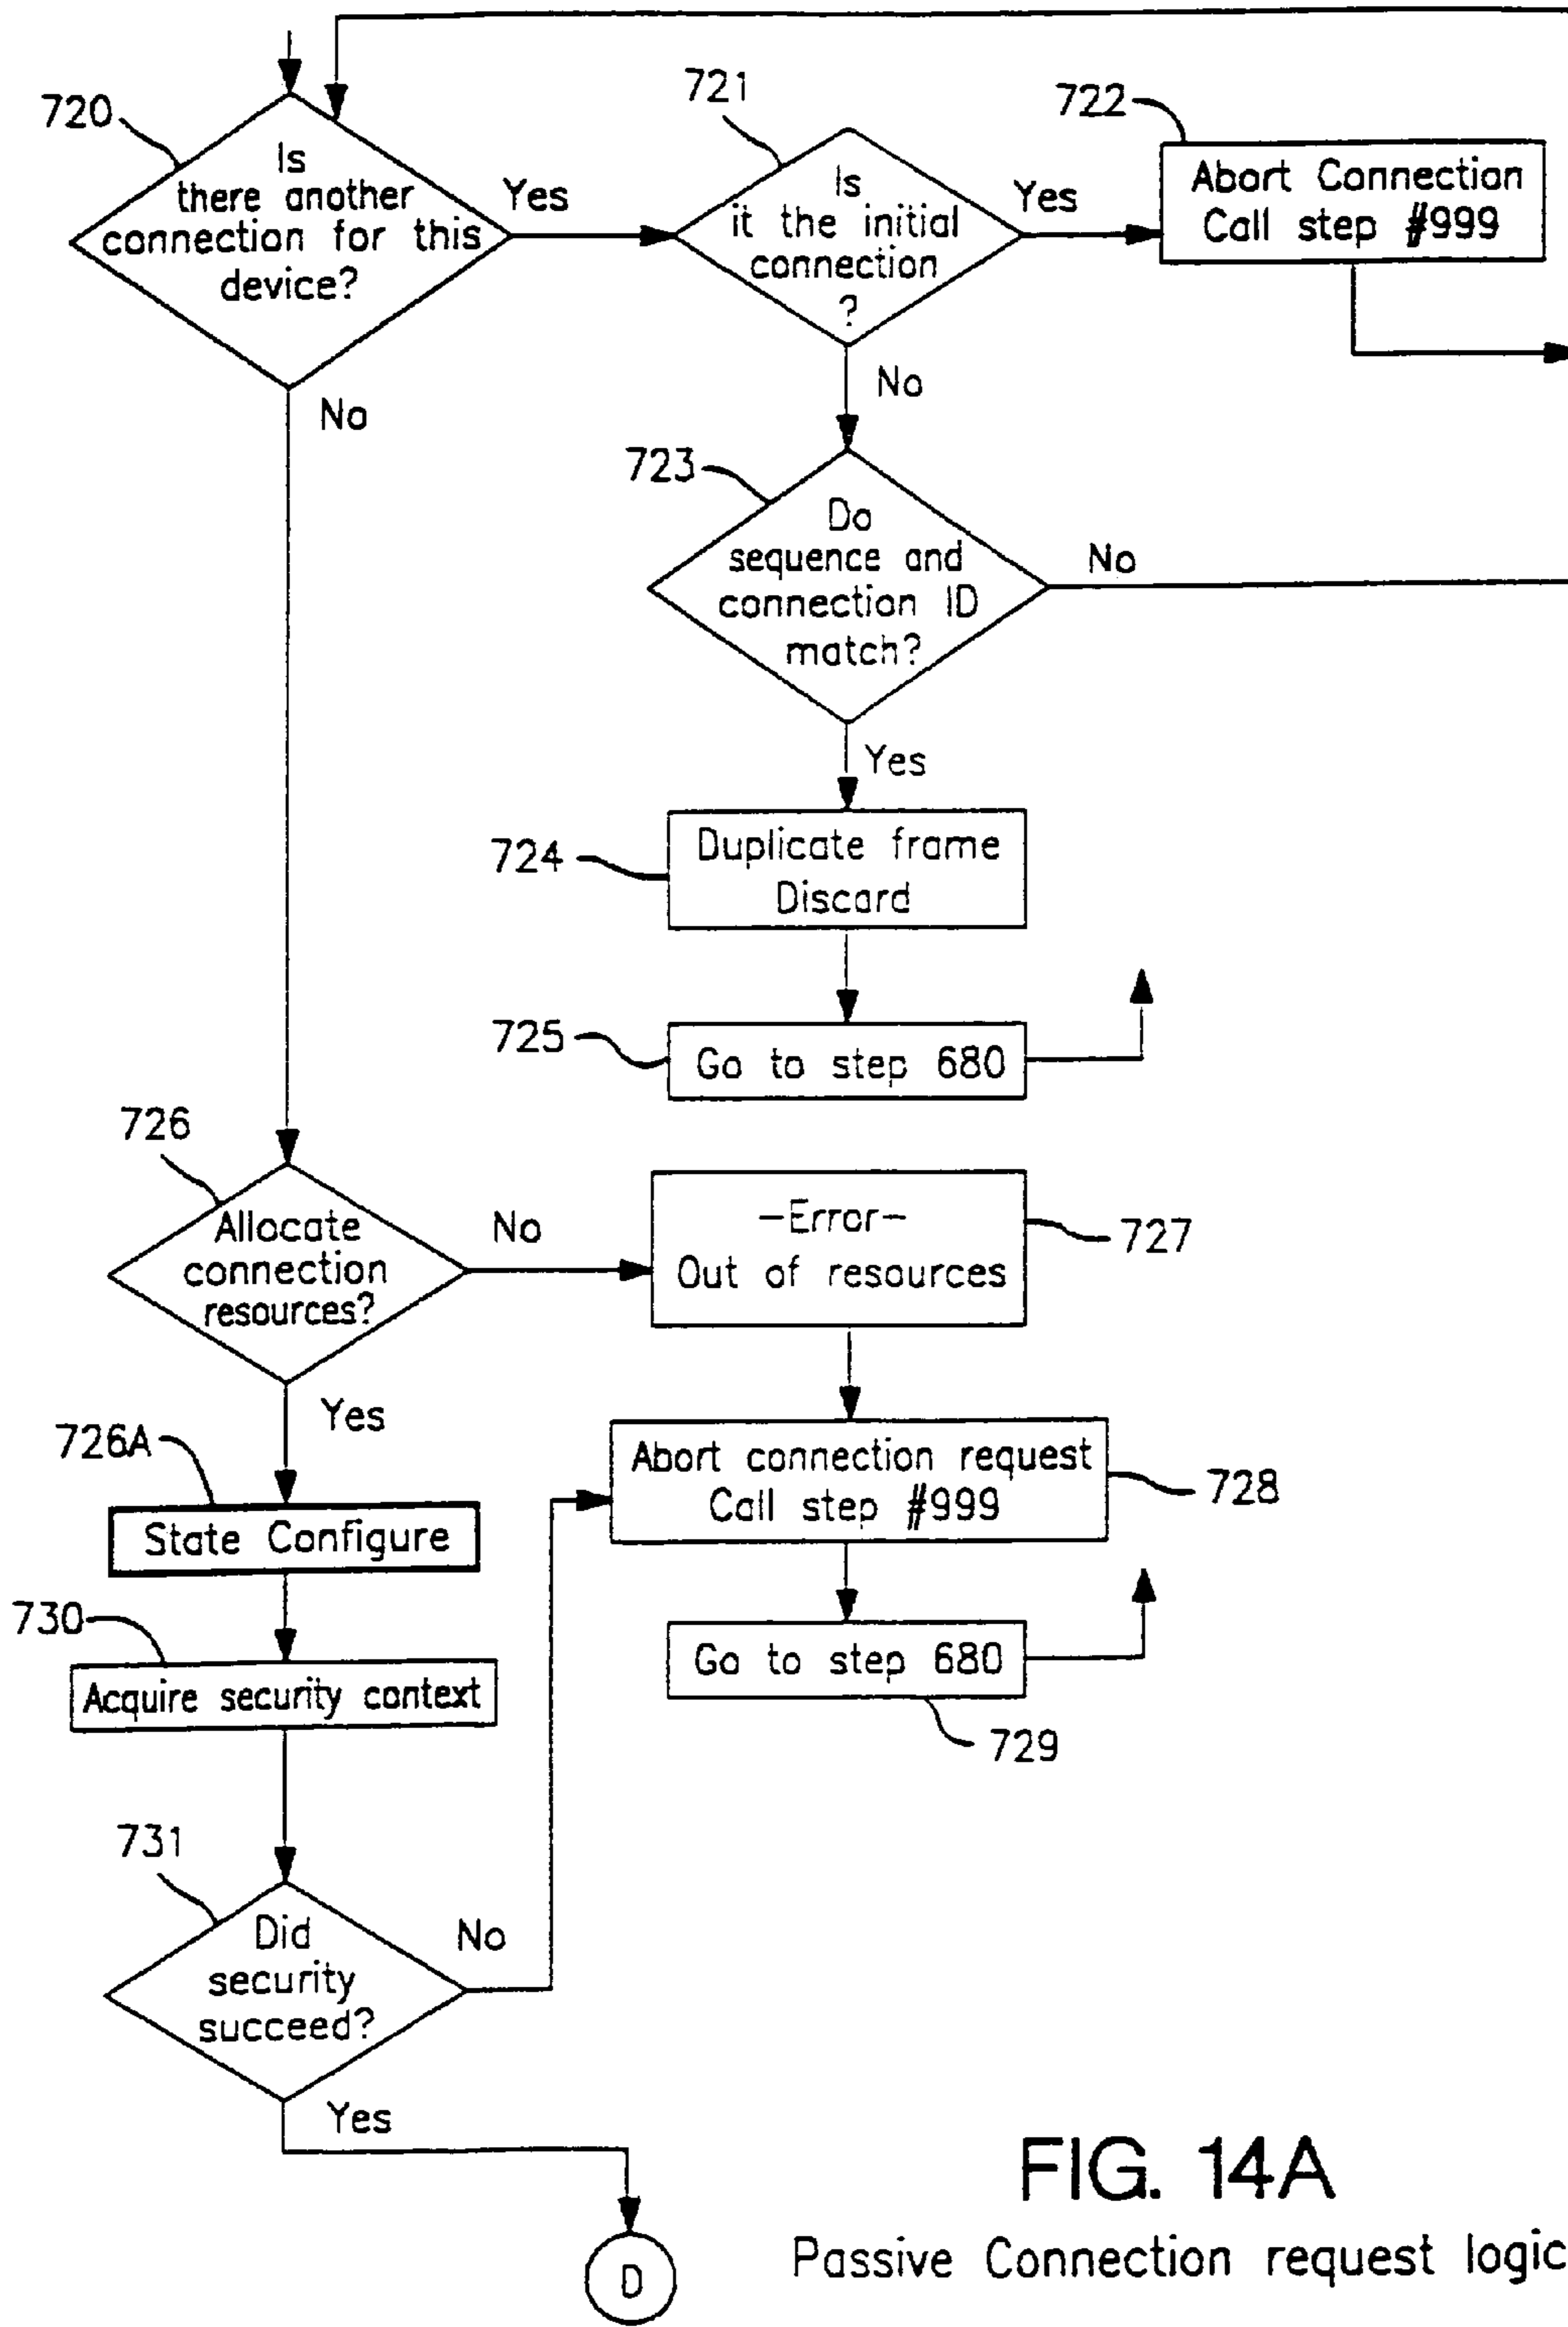 720
Is
there another
connection for this
device?
Yes
No
721
Is
it the initial
connection
?
Yes
No
722
Abort Connection
Call step #999
723
Do
sequence and
connection ID
match?
No
Yes
724
Duplicate frame
Discard
725
Go to step 680
726
Allocate
connection
resources?
No
Yes
-Error-
Out of resources
727
726A
State Configure
Abort connection request
Call step #999
728
730
Acquire security context
Go to step 680
729
731
Did
security
succeed?
No
Yes
D
FIG. 14A
Passive Connection request logic